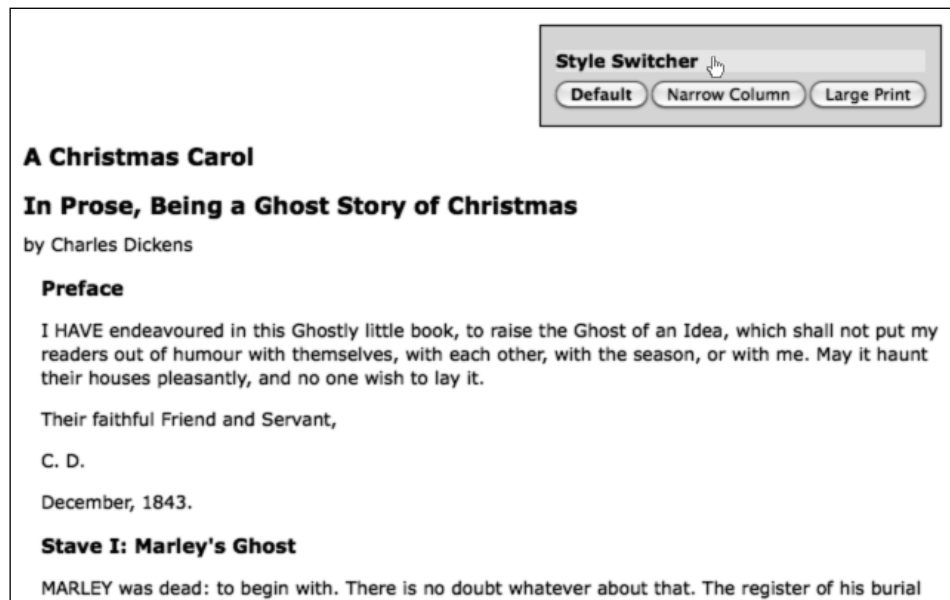 Style Switcher
Default Narrow Column Large Print
A Christmas Carol
In Prose, Being a Ghost Story of Christmas
by Charles Dickens
Preface
I HAVE endeavoured in this Ghostly little book, to raise the Ghost of an Idea, which shall not put my
readers out of humour with themselves, with each other, with the season, or with me. May it haunt
their houses pleasantly, and no one wish to lay it.
Their faithful Friend and Servant,
C. D.
December, 1843.
Stave I: Marley's Ghost
MARLEY was dead: to begin with. There is no doubt whatever about that. The register of his burial